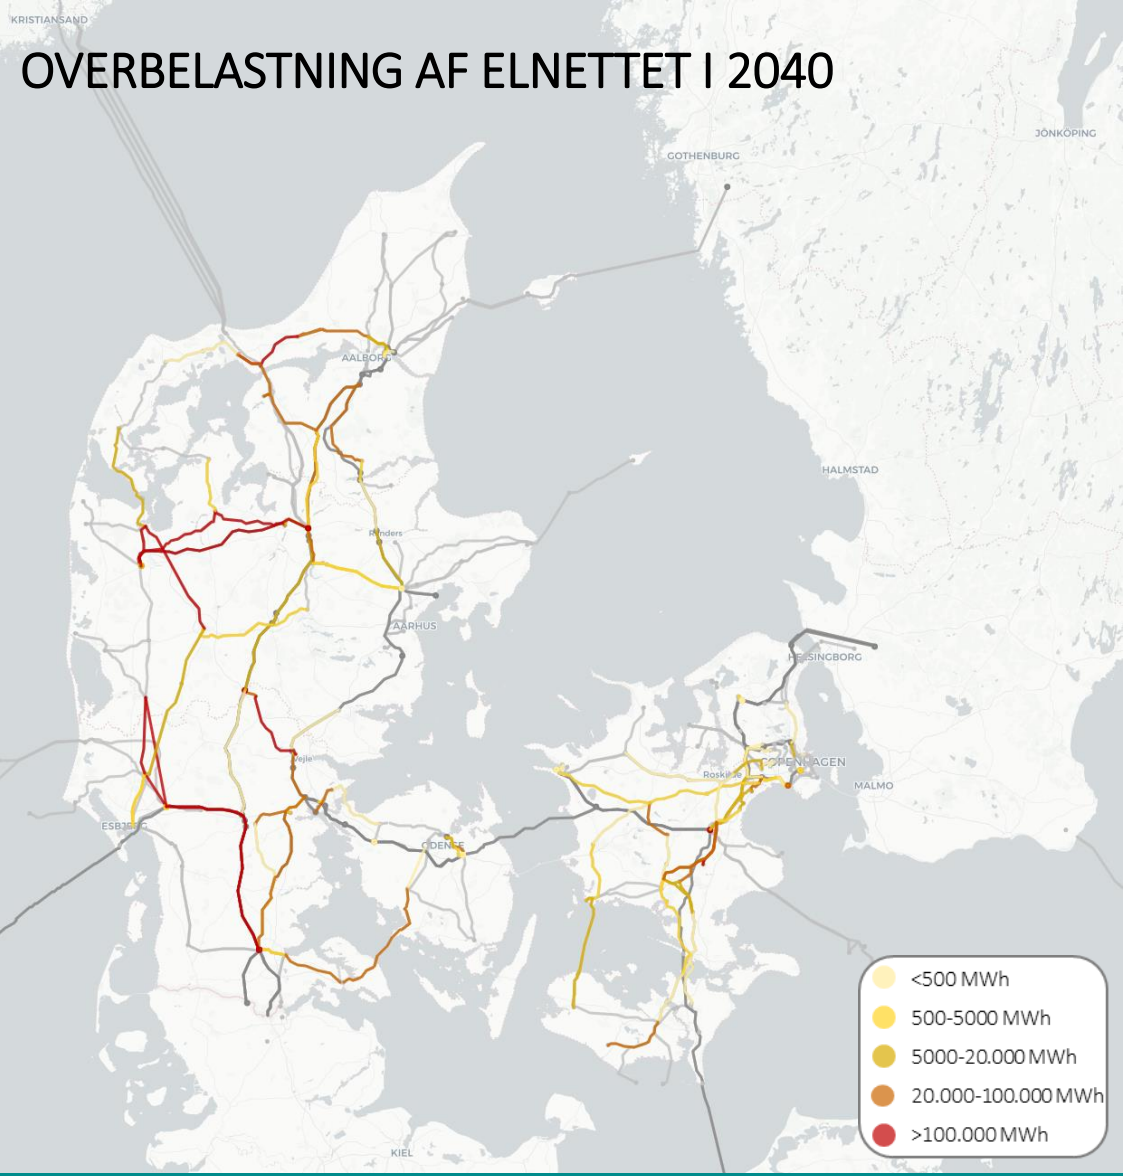 KRISTIANSAND
OVERBELASTNING AF ELNETTET I 2040
JÖNKÖPING
GOTHENBURG
AALBORG
HALMSTAD
Randers
AARHUS
HELSINGBORG
Vejle
COPENHAGEN
Roskilde
MALMO
ESBJERG
ODENSE
<500 MWh
500-5000 MWh
5000-20.000 MWh
20.000-100.000 MWh
>100.000 MWh
KIEL